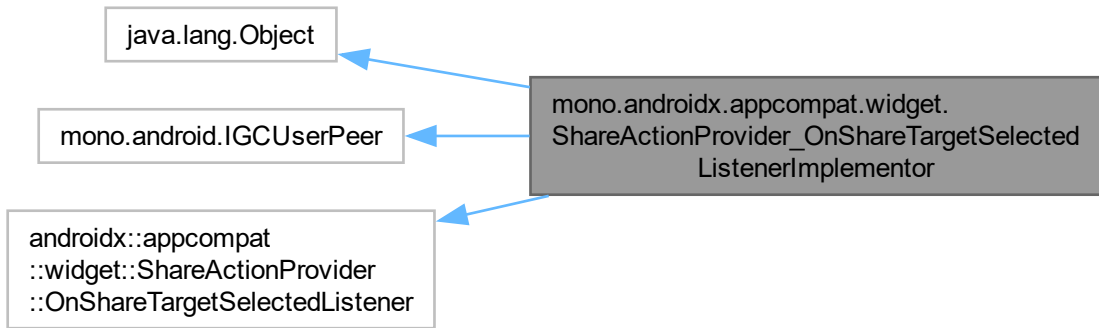 java.lang.Object
mono.android.IGCUserPeer
androidx::appcompat
::widget::ShareActionProvider
::OnShareTargetSelectedListener
mono.androidx.appcompat.widget.
ShareActionProvider_OnShareTargetSelected
ListenerImplementor